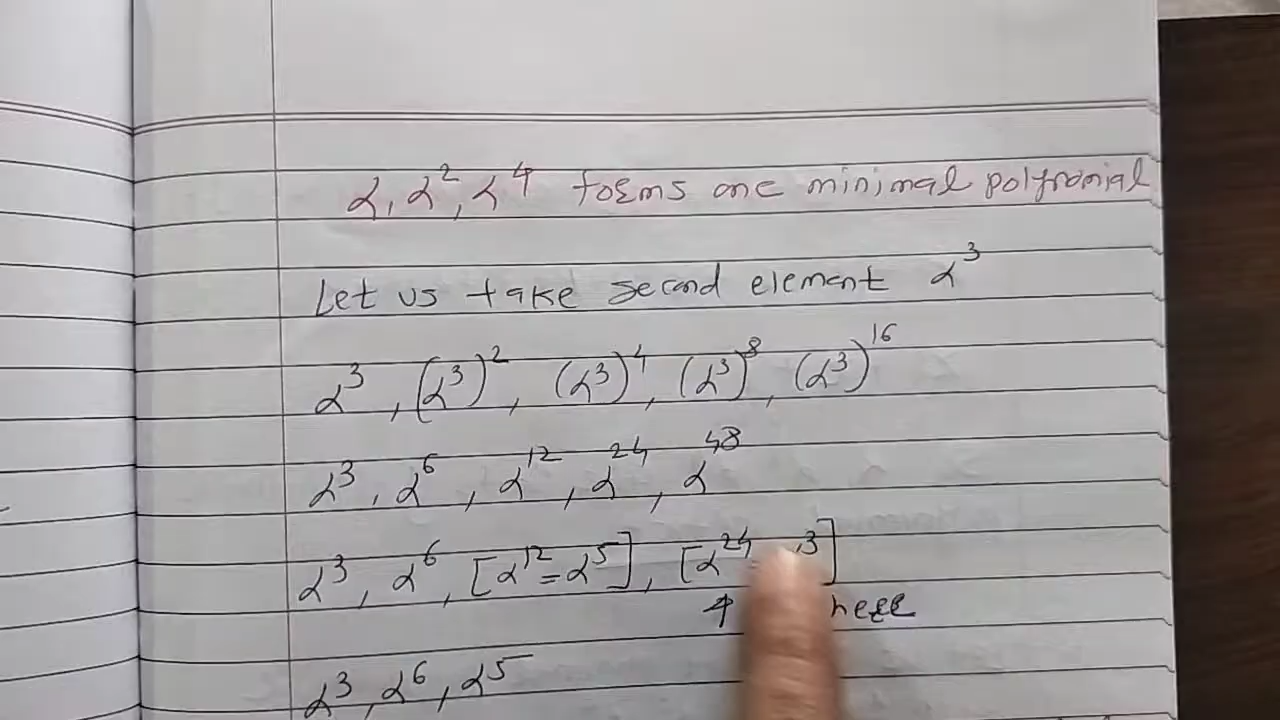 α, α², α⁴ forms one minimal polynomial
Let us take second element α³
α³, (α³)², (α³)⁴, (α³)⁸, (α³)¹⁶
α³, α⁶, α¹², α²⁴, α⁴⁸
α³, α⁶, [α¹² = α⁵], [α²⁴ α³]
here
α³, α⁶, α⁵